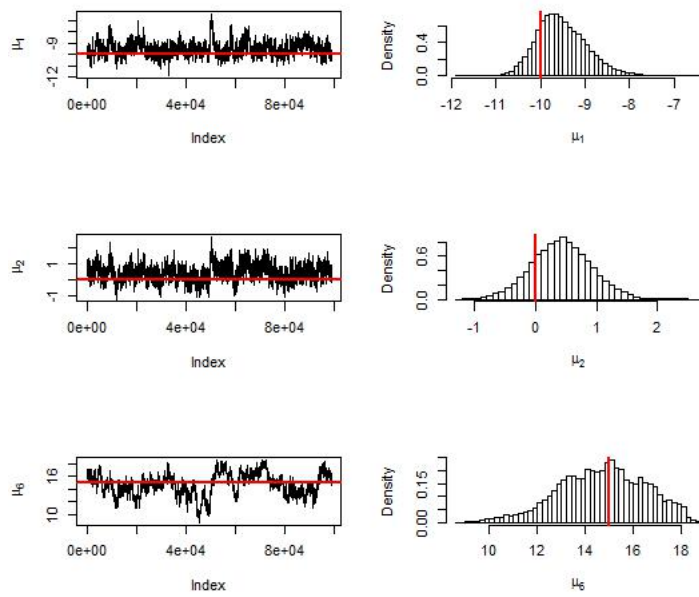 μ1
-12
-9
0e+00
4e+04
8e+04
Index
Density
0.0
0.4
-12
-11
-10
-9
-8
-7
μ1
μ2
-1
1
0e+00
4e+04
8e+04
Index
Density
0.0
0.6
-1
0
1
2
μ2
μ6
10
16
0e+00
4e+04
8e+04
Index
Density
0.00
0.15
10
12
14
16
18
μ6